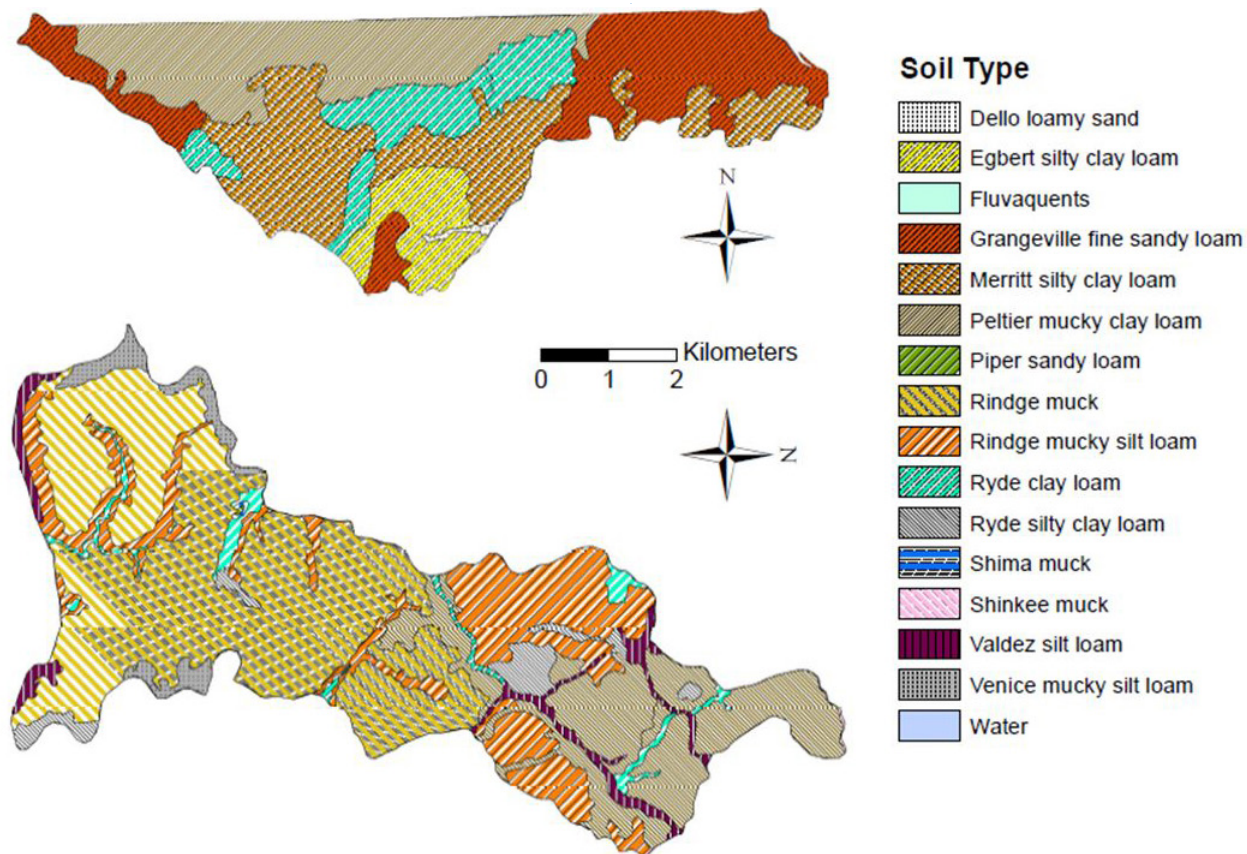 Soil Type
Dello loamy sand
Egbert silty clay loam
Fluvaquents
Grangeville fine sandy loam
Merritt silty clay loam
Peltier mucky clay loam
Piper sandy loam
Rindge muck
Rindge mucky silt loam
Ryde clay loam
Ryde silty clay loam
Shima muck
Shinkee muck
Valdez silt loam
Venice mucky silt loam
Water
N
Kilometers
0 1 2
N